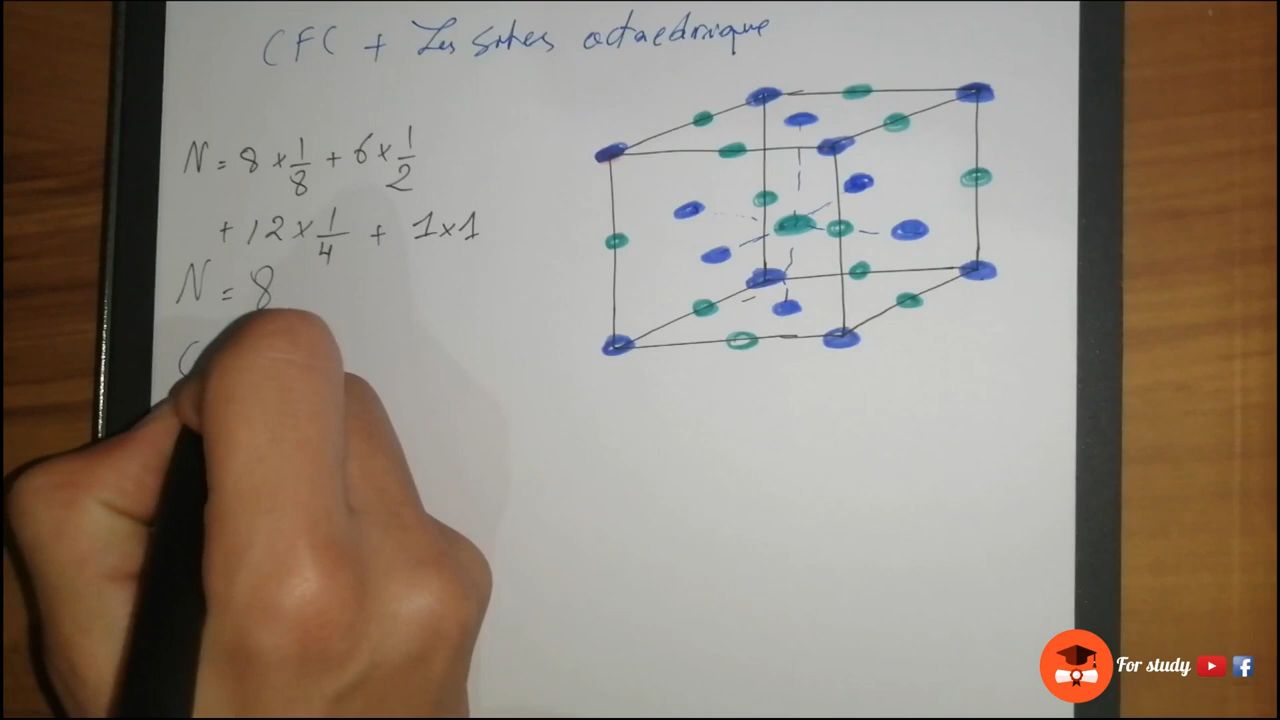 CFC + Les sites octaedrique
N = 8 × 1/8 + 6 × 1/2
+ 12 × 1/4 + 1 × 1
N = 8
For study